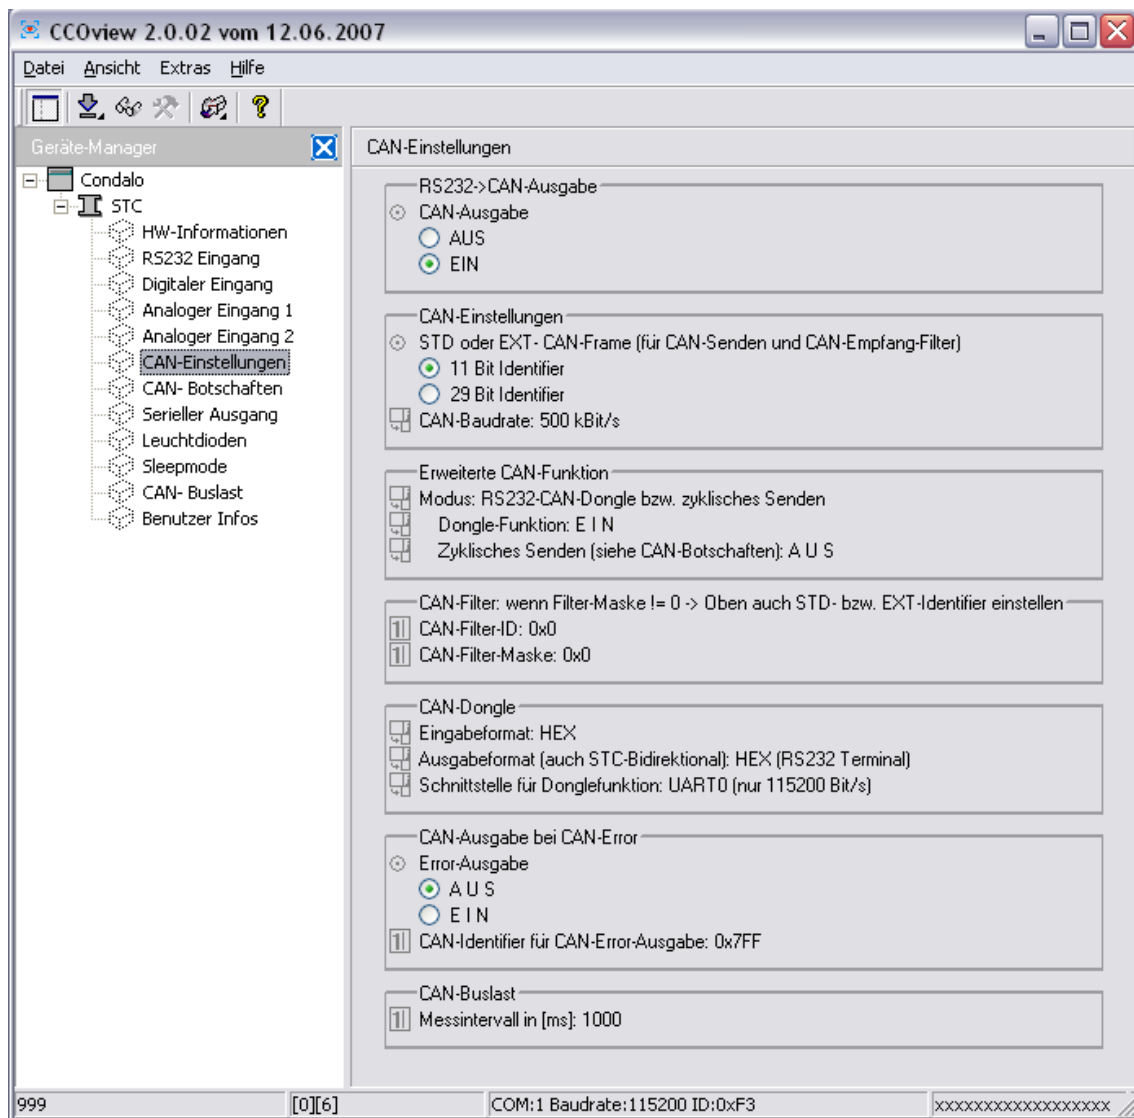 CCOview 2.0.02 vom 12.06.2007
Datei Ansicht Extras Hilfe
Geräte-Manager
Condalo
STC
HW-Informationen
RS232 Eingang
Digitaler Eingang
Analoger Eingang 1
Analoger Eingang 2
CAN-Einstellungen
CAN- Botschaften
Serieller Ausgang
Leuchtdioden
Sleepmode
CAN- Buslast
Benutzer Infos
CAN-Einstellungen
RS232->CAN-Ausgabe
CAN-Ausgabe
AUS
EIN
CAN-Einstellungen
STD oder EXT- CAN-Frame (für CAN-Senden und CAN-Empfang-Filter)
11 Bit Identifier
29 Bit Identifier
CAN-Baudrate: 500 kBit/s
Erweiterte CAN-Funktion
Modus: RS232-CAN-Dongle bzw. zyklisches Senden
Dongle-Funktion: E I N
Zyklisches Senden (siehe CAN-Botschaften): A U S
CAN-Filter: wenn Filter-Maske != 0 -> Oben auch STD- bzw. EXT-Identifier einstellen
CAN-Filter-ID: 0x0
CAN-Filter-Maske: 0x0
CAN-Dongle
Eingabeformat: HEX
Ausgabeformat (auch STC-Bidirektional): HEX (RS232 Terminal)
Schnittstelle für Donglefunktion: UART0 (nur 115200 Bit/s)
CAN-Ausgabe bei CAN-Error
Error-Ausgabe
A U S
E I N
CAN-Identifier für CAN-Error-Ausgabe: 0x7FF
CAN-Buslast
Messintervall in [ms]: 1000
999 [0][6] COM:1 Baudrate:115200 ID:0xF3 xxxxxxxxxxxxxxxxxx